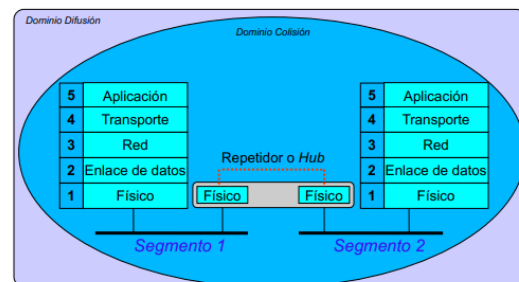 Dominio Difusión
Dominio Colisión
5 Aplicación
4 Transporte
3 Red
2 Enlace de datos
1 Físico
Repetidor o Hub
Físico Físico
5 Aplicación
4 Transporte
3 Red
2 Enlace de datos
1 Físico
Segmento 1
Segmento 2